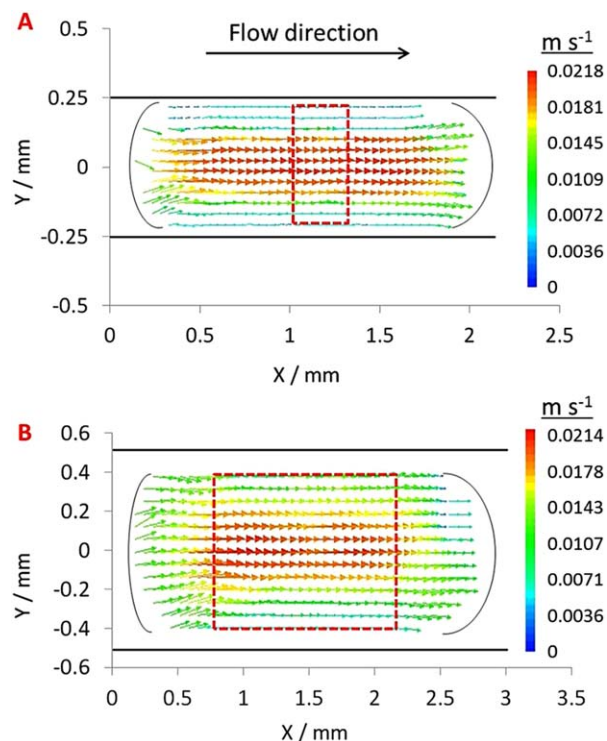 A
Flow direction
m s⁻¹
0.5
0.25
0
-0.25
-0.5
Y / mm
0 0.5 1 1.5 2 2.5
X / mm
0.0218
0.0181
0.0145
0.0109
0.0072
0.0036
0
B
m s⁻¹
0.6
0.4
0.2
0
-0.2
-0.4
-0.6
Y / mm
0 0.5 1 1.5 2 2.5 3 3.5
X / mm
0.0214
0.0178
0.0142
0.0107
0.0071
0.0036
0